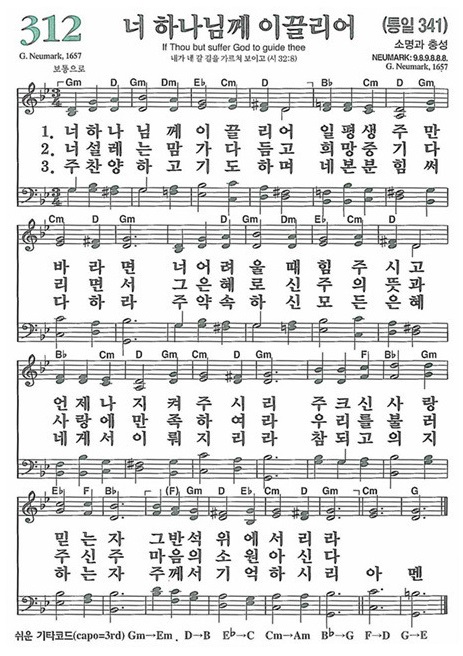 312
너 하나님께 이끌리어
(통일 341)
If Thou but suffer God to guide thee
소명과 충성
G. Neumark, 1657
내가 네 갈 길을 가르쳐 보이고 (시 32:8)
NEUMARK: 9.8.9.8.8.8.
G. Neumark, 1657
보통으로
Gm D Gm Dm Eb Cm D Gm
1. 너 하 나 님 께 이 끌 리 어 일 평 생 주 만
2. 너 설 레 는 맘 가 다 듬 고 희 망 중 기 다
3. 주 찬 양 하 고 기 도 하 며 네 본 분 힘 써
Cm D Gm D Gm Dm Eb Cm D
바 라 면 너 어 려 울 때 힘 주 시 고
리 면 서 그 은 혜 로 신 주 의 뜻 과
다 하 라 주 약 속 하 신 모 든 은 혜
Gm Cm D Gm Bb Cm D Gm Bb F Bb Gm
언 제 나 지 켜 주 시 리 주 크 신 사 랑
사 랑 에 만 족 하 여 라 우 리 를 불 러
네 게 서 이 뤄 지 리 라 참 되 고 의 지
Eb F Bb (F) Gm D Gm Cm D Gm Cm G
믿 는 자 그 반 석 위 에 서 리 라
주 신 주 마 음 의 소 원 아 신 다
하 는 자 주 께 서 기 억 하 시 리 아 멘
쉬운 기타코드(capo=3rd) Gm→Em . D→B Eb→C Cm→Am Bb→G F→D G→E